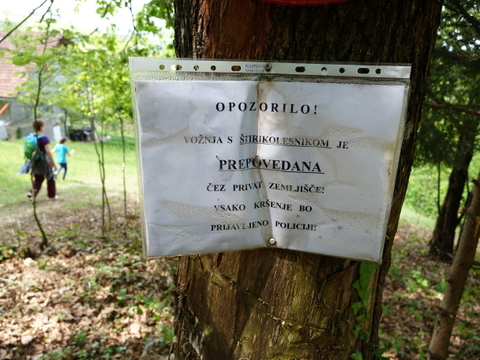 OPOZORILO!
VOŽNJA S ŠTIRIKOLESNIKOM JE
PREPOVEDANA
ČEZ PRIVAT ZEMLJIŠČE!
VSAKO KRŠENJE BO
PRIJAVLJENO POLICIJI!